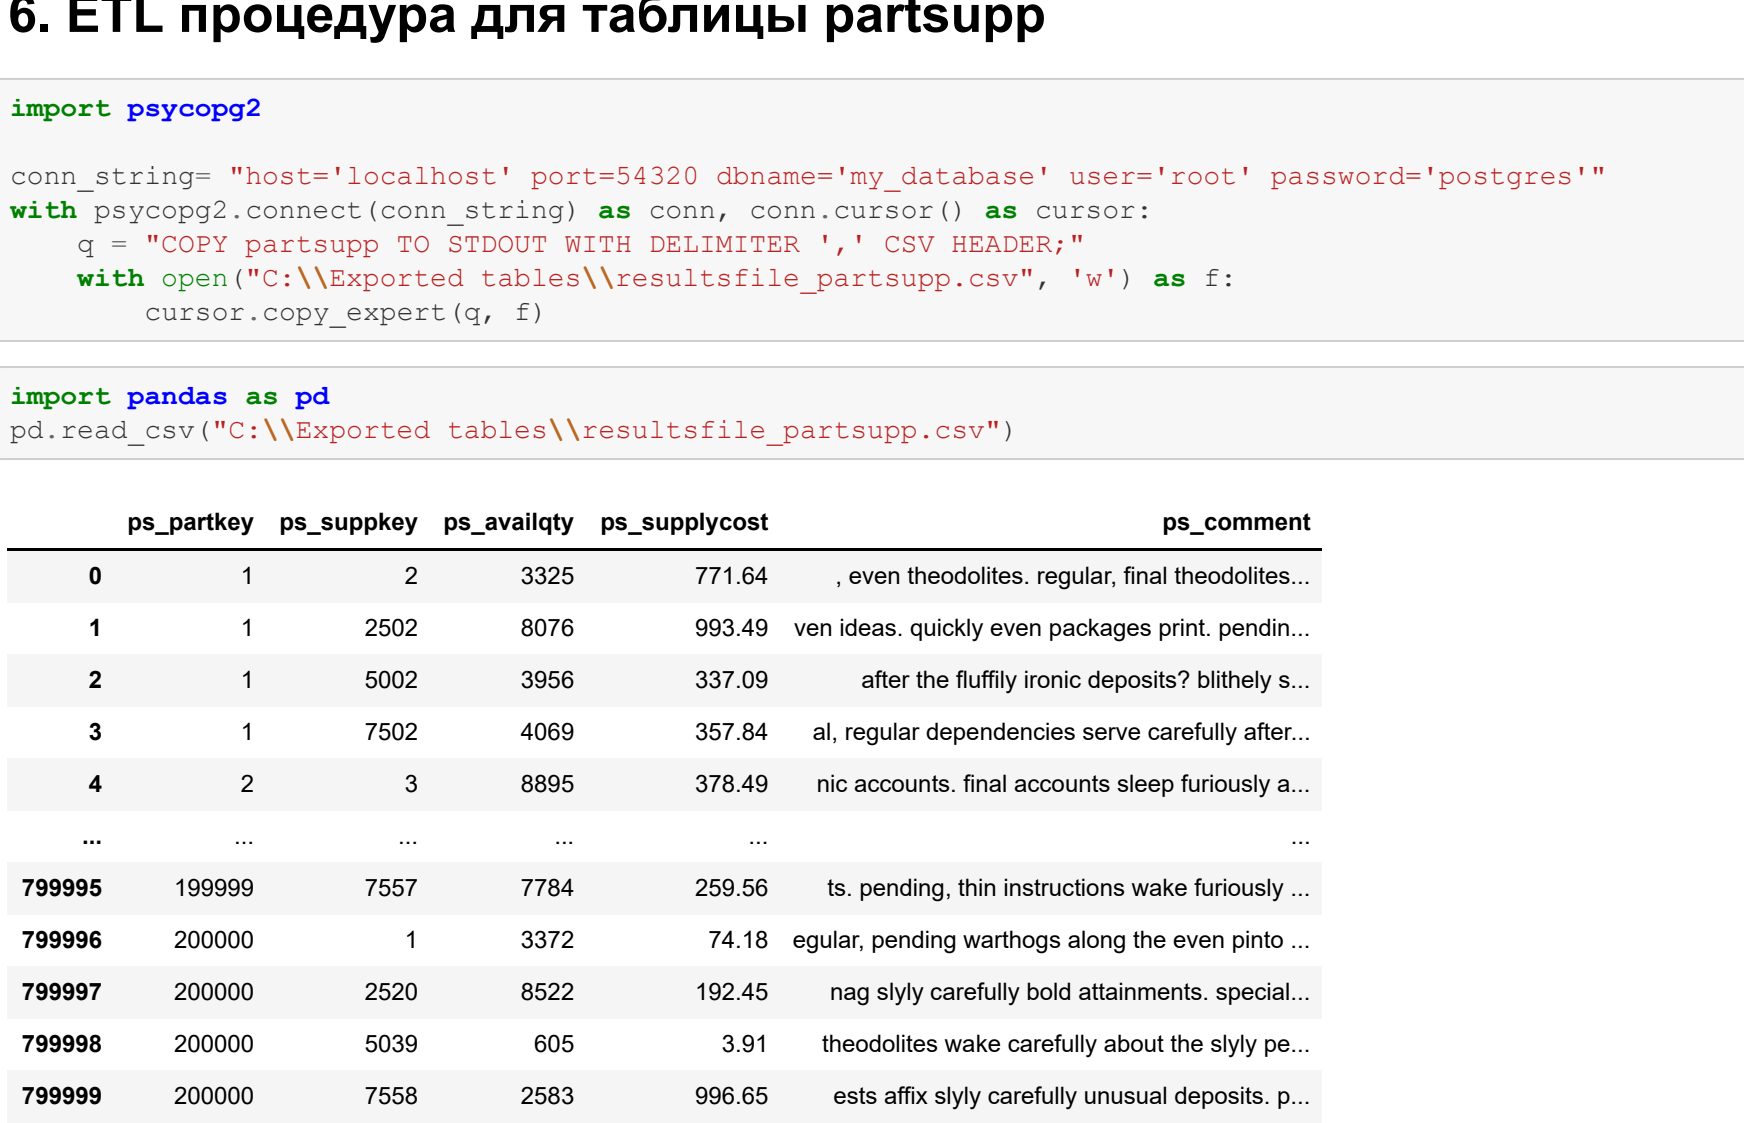 6. ETL процедура для таблицы partsupp
import psycopg2
conn_string= "host='localhost' port=54320 dbname='my_database' user='root' password='postgres'"
with psycopg2.connect(conn_string) as conn, conn.cursor() as cursor:
    q = "COPY partsupp TO STDOUT WITH DELIMITER ',' CSV HEADER;"
    with open("C:\\Exported tables\\resultsfile_partsupp.csv", 'w') as f:
        cursor.copy_expert(q, f)
import pandas as pd
pd.read_csv("C:\\Exported tables\\resultsfile_partsupp.csv")
ps_partkey ps_suppkey ps_availqty ps_supplycost ps_comment
0 1 2 3325 771.64 , even theodolites. regular, final theodolites...
1 1 2502 8076 993.49 ven ideas. quickly even packages print. pendin...
2 1 5002 3956 337.09 after the fluffily ironic deposits? blithely s...
3 1 7502 4069 357.84 al, regular dependencies serve carefully after...
4 2 3 8895 378.49 nic accounts. final accounts sleep furiously a...
... ... ... ... ... ...
799995 199999 7557 7784 259.56 ts. pending, thin instructions wake furiously ...
799996 200000 1 3372 74.18 egular, pending warthogs along the even pinto ...
799997 200000 2520 8522 192.45 nag slyly carefully bold attainments. special...
799998 200000 5039 605 3.91 theodolites wake carefully about the slyly pe...
799999 200000 7558 2583 996.65 ests affix slyly carefully unusual deposits. p...